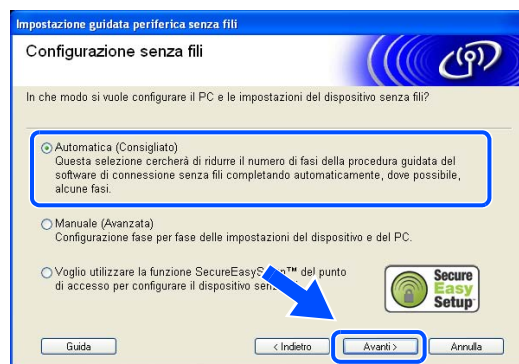 Impostazione guidata periferica senza fili
Configurazione senza fili
In che modo si vuole configurare il PC e le impostazioni del dispositivo senza fili?
Automatica (Consigliato)
Questa selezione cercherà di ridurre il numero di fasi della procedura guidata del
software di connessione senza fili completando automaticamente, dove possibile,
alcune fasi.
Manuale (Avanzata)
Configurazione fase per fase delle impostazioni del dispositivo e del PC.
Voglio utilizzare la funzione del punto
di accesso per configurare il dispositivo
Secure
Easy
Setup
Guida
< Indietro
Avanti >
Annulla